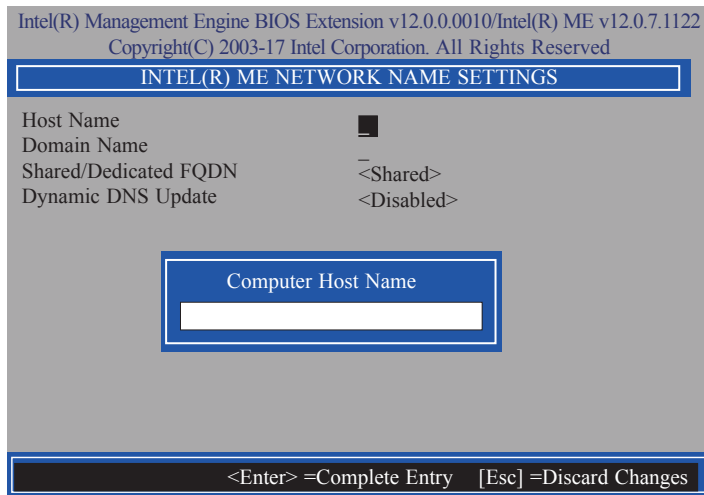 Intel(R) Management Engine BIOS Extension v12.0.0.0010/Intel(R) ME v12.0.7.1122
Copyright(C) 2003-17 Intel Corporation. All Rights Reserved
INTEL(R) ME NETWORK NAME SETTINGS
Host Name _
Domain Name _
Shared/Dedicated FQDN <Shared>
Dynamic DNS Update <Disabled>
Computer Host Name
<Enter> =Complete Entry [Esc] =Discard Changes